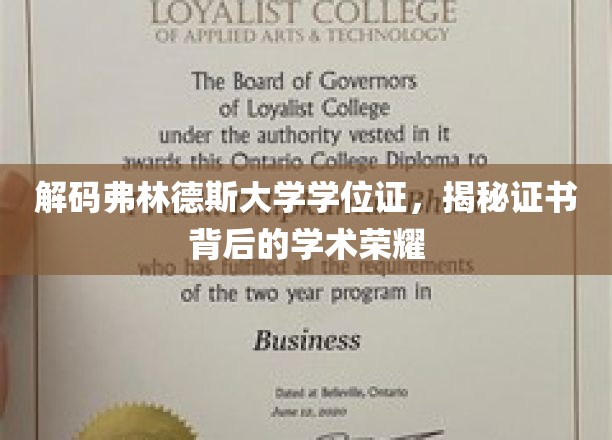 LOYALIST COLLEGE
OF APPLIED ARTS & TECHNOLOGY
The Board of Governors
of Loyalist College
under the authority vested in it
awards this Ontario College Diploma to
解码弗林德斯大学学位证，揭秘证书
背后的学术荣耀
who has fulfilled all the requirements
of the two year program in
Business
Dated at Belleville, Ontario
June 12, 2020